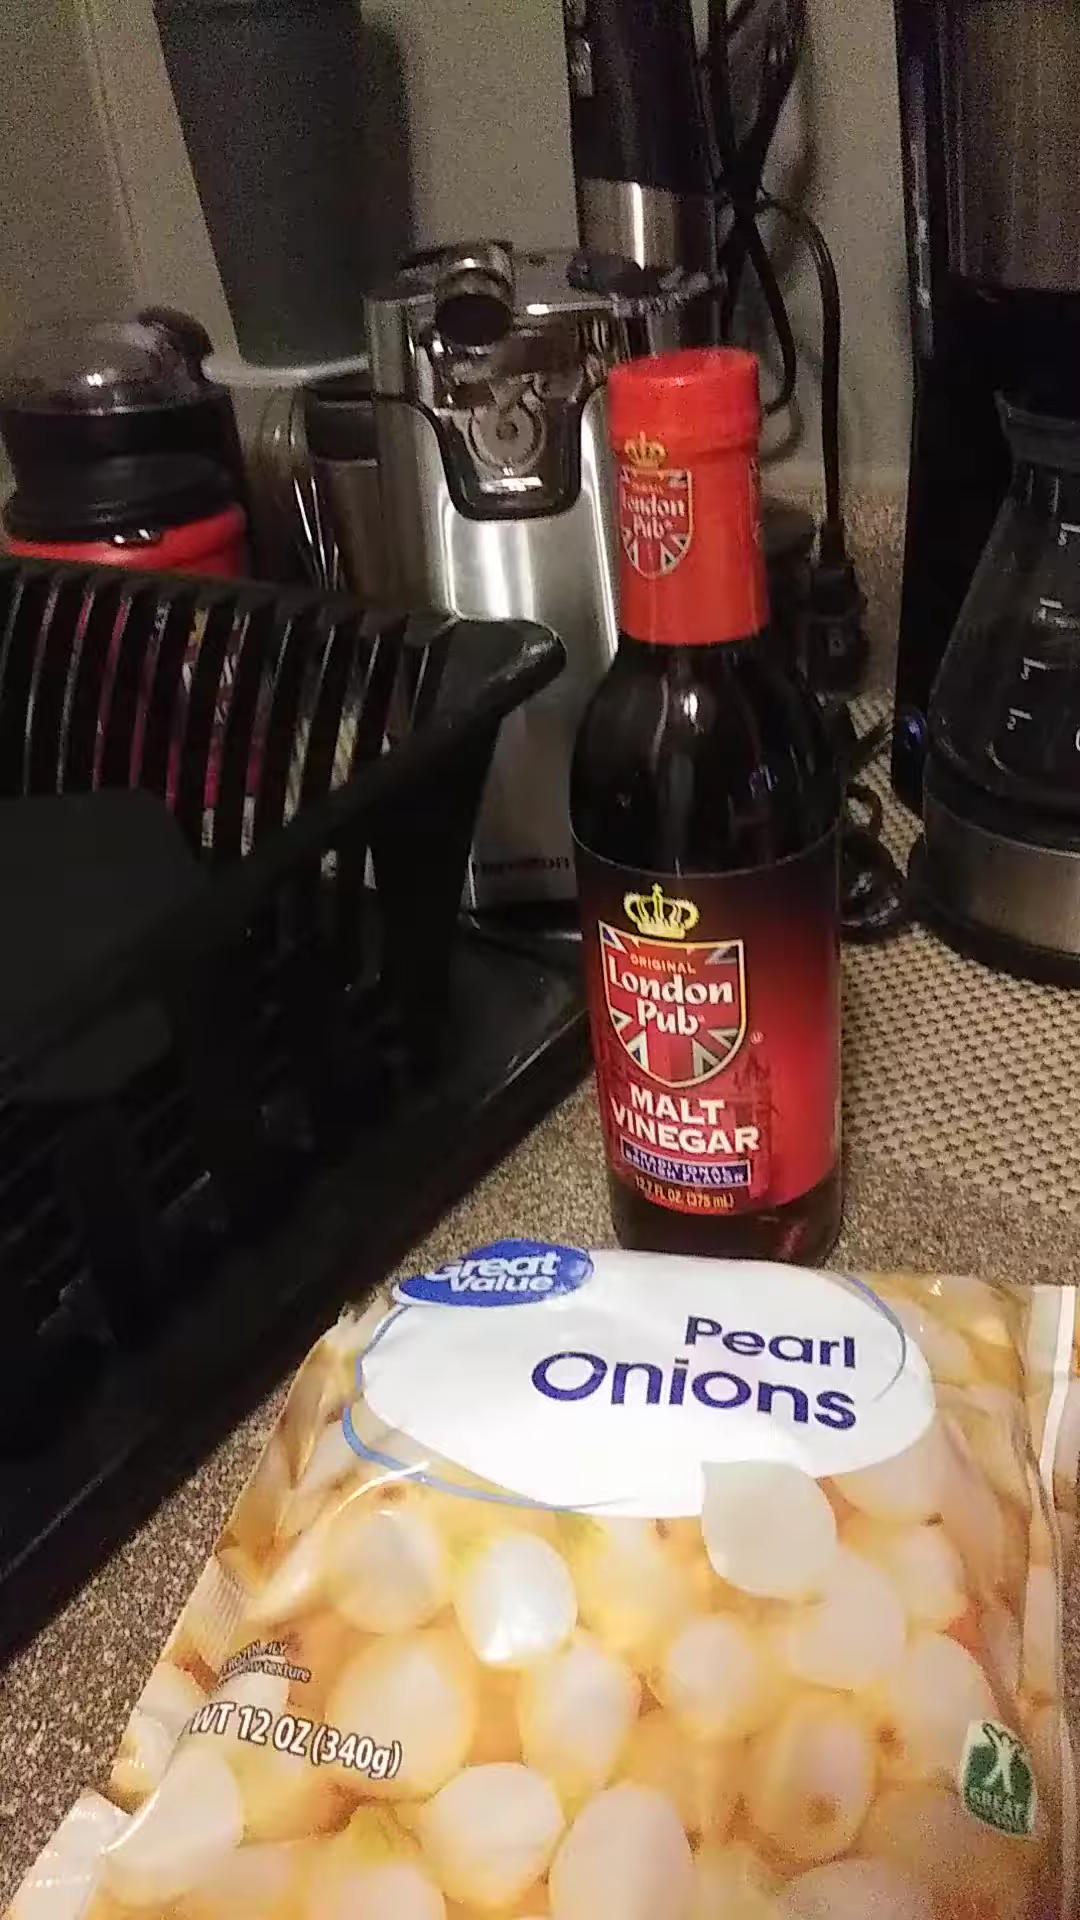 London
Pub
ORIGINAL
London
Pub
MALT
VINEGAR
TRADITIONAL
BRITISH FLAVOR
12.7 FL OZ. (375 mL)
Great
Value
Pearl
Onions
WT 12 OZ (340g)
GREAT